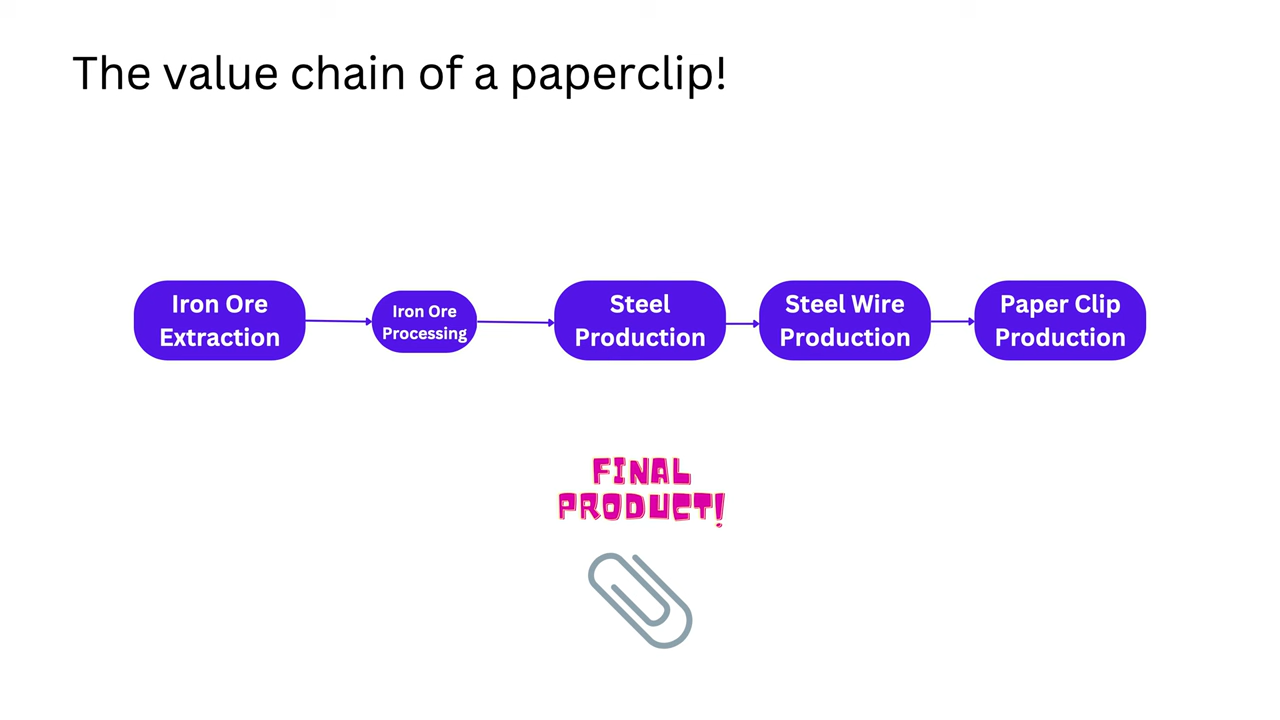 The value chain of a paperclip!
Iron Ore
Extraction
Iron Ore
Processing
Steel
Production
Steel Wire
Production
Paper Clip
Production
FINAL
PRODUCT!